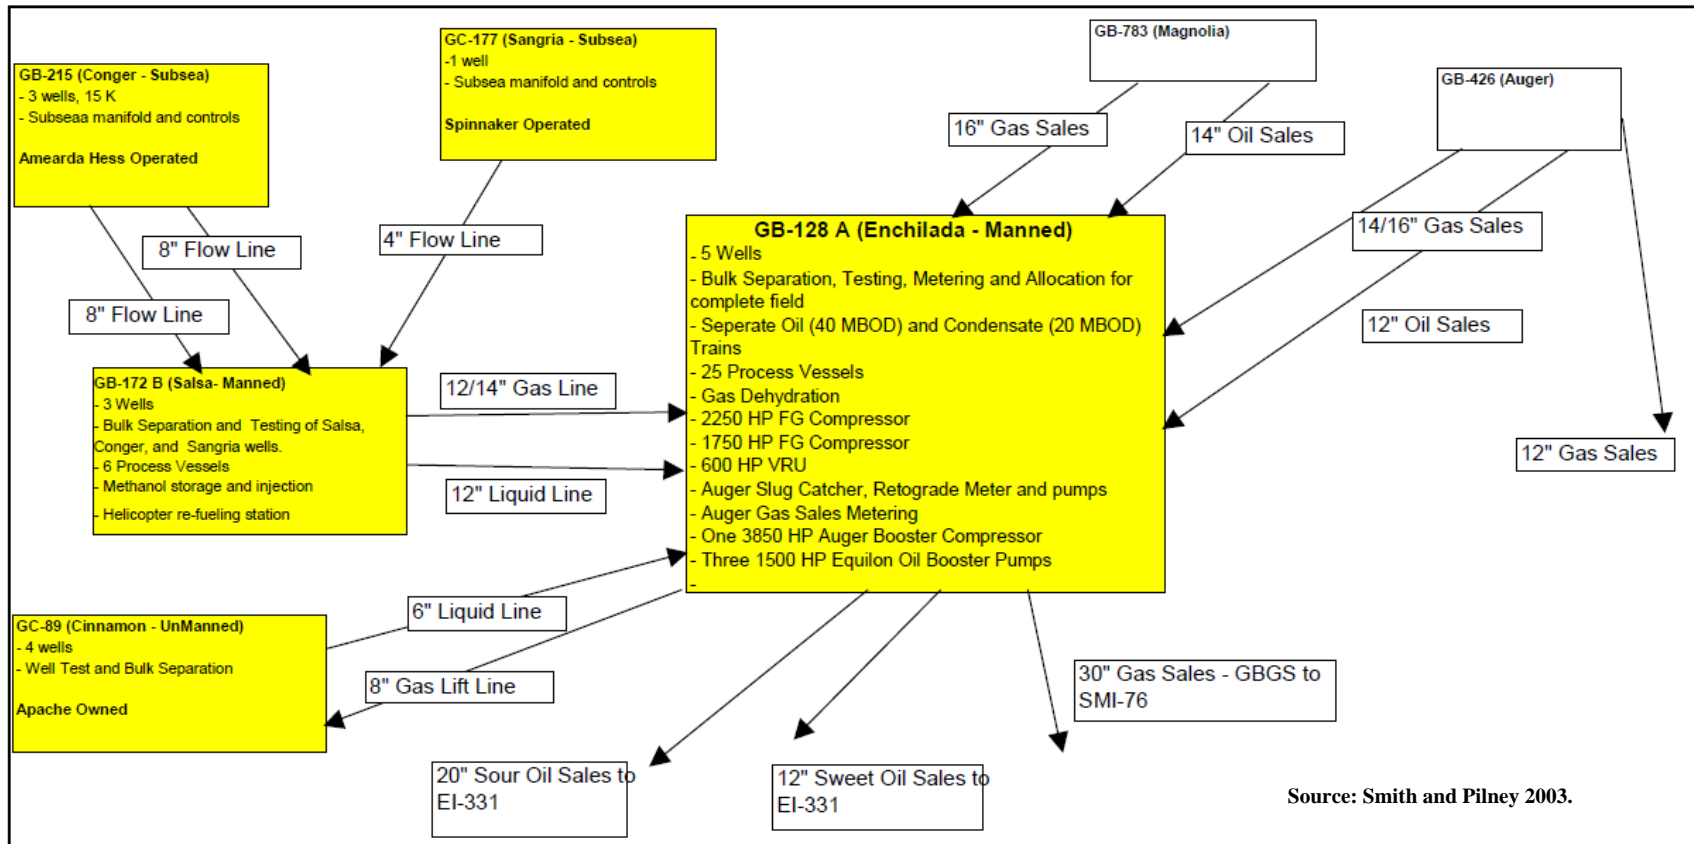 GB-215 (Conger - Subsea)
- 3 wells, 15 K
- Subseaa manifold and controls
Amearda Hess Operated
GC-177 (Sangria - Subsea)
-1 well
- Subsea manifold and controls
Spinnaker Operated
GB-783 (Magnolia)
GB-426 (Auger)
16" Gas Sales
14" Oil Sales
8" Flow Line
4" Flow Line
8" Flow Line
14/16" Gas Sales
12" Oil Sales
12" Gas Sales
GB-172 B (Salsa- Manned)
- 3 Wells
- Bulk Separation and Testing of Salsa,
Conger, and Sangria wells.
- 6 Process Vessels
- Methanol storage and injection
- Helicopter re-fueling station
12/14" Gas Line
12" Liquid Line
GB-128 A (Enchilada - Manned)
- 5 Wells
- Bulk Separation, Testing, Metering and Allocation for
complete field
- Seperate Oil (40 MBOD) and Condensate (20 MBOD)
Trains
- 25 Process Vessels
- Gas Dehydration
- 2250 HP FG Compressor
- 1750 HP FG Compressor
- 600 HP VRU
- Auger Slug Catcher, Retograde Meter and pumps
- Auger Gas Sales Metering
- One 3850 HP Auger Booster Compressor
- Three 1500 HP Equilon Oil Booster Pumps
-
GC-89 (Cinnamon - UnManned)
- 4 wells
- Well Test and Bulk Separation
Apache Owned
6" Liquid Line
8" Gas Lift Line
20" Sour Oil Sales to
EI-331
12" Sweet Oil Sales to
EI-331
30" Gas Sales - GBGS to
SMI-76
Source: Smith and Pilney 2003.